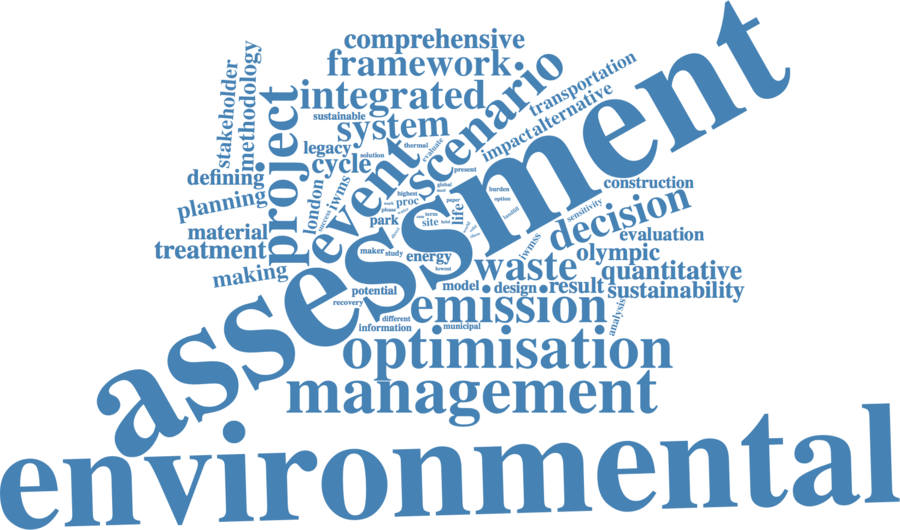 comprehensive
framework
integrated
scenario
transportation
stakeholder
methodology
project
sustainable
system
impact
alternative
assessment
legacy
solution
thermal
evaluate
cycle
event
present
defining
london
iwms
success
highest
proc
global
burden
option
construction
planning
park
term
site
life
paper
landfill
sensitivity
decision
material
treatment
evaluation
maker
study
energy
iwmss
olympic
making
lowest
waste
quantitative
potential
model
design
result
sustainability
recovery
emission
analysis
different
information
municipal
optimisation
management
environmental